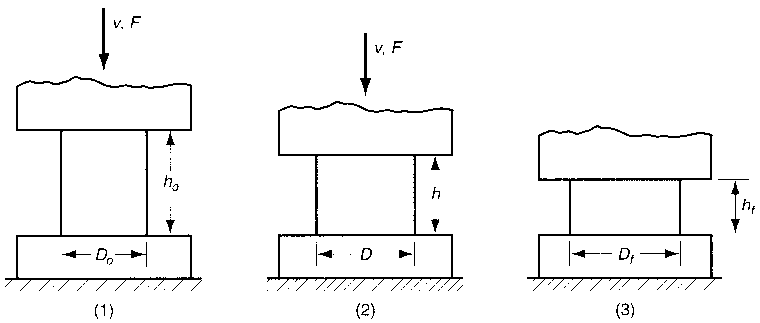 v, F
h₀
D₀
(1)
v, F
h
D
(2)
h_f
D_f
(3)